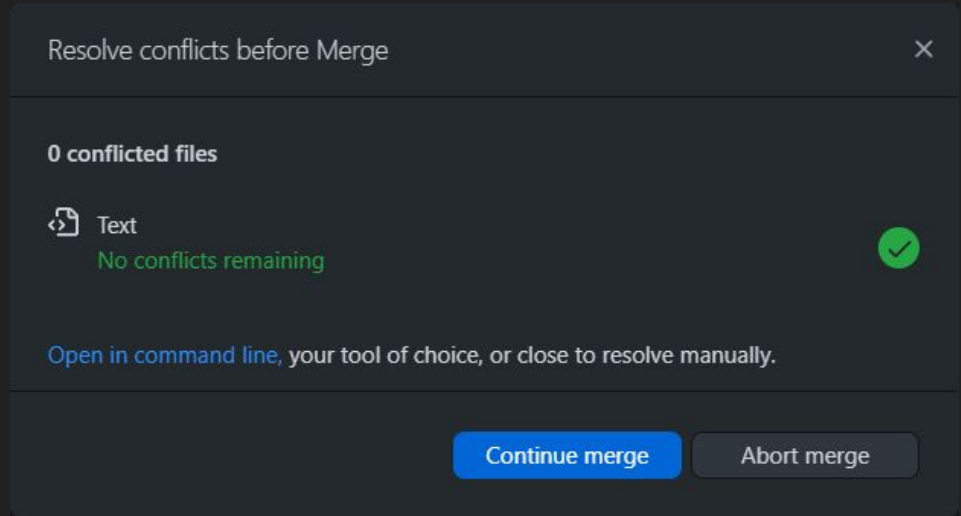 Resolve conflicts before Merge
0 conflicted files
Text
No conflicts remaining
Open in command line, your tool of choice, or close to resolve manually.
Continue merge
Abort merge